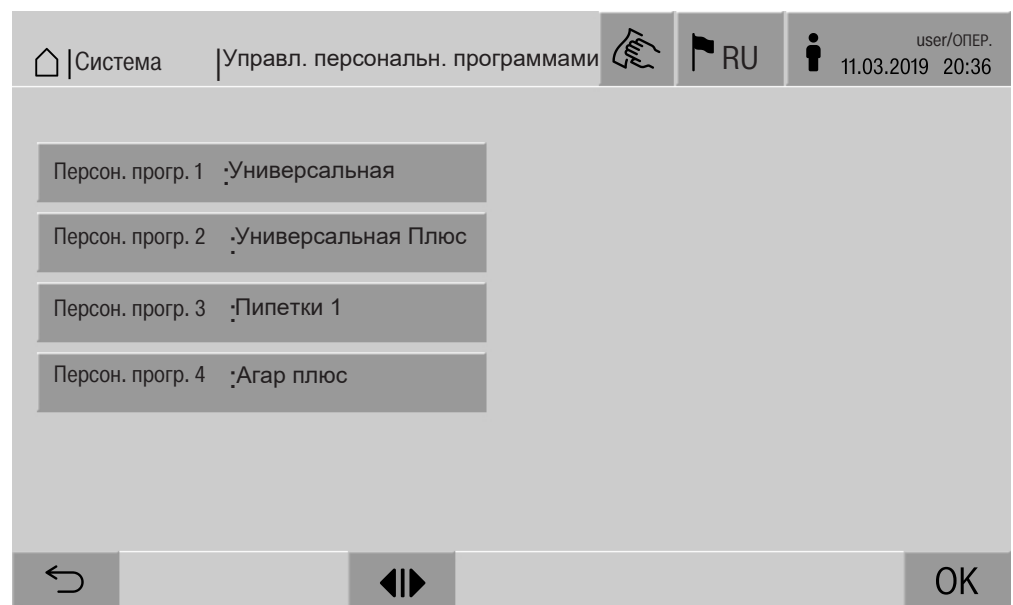 |Система |Управл. персональн. программами RU user/ОПЕР.
11.03.2019 20:36
Персон. прогр. 1 :Универсальная
Персон. прогр. 2 :Универсальная Плюс
Персон. прогр. 3 :Пипетки 1
Персон. прогр. 4 :Агар плюс
OK